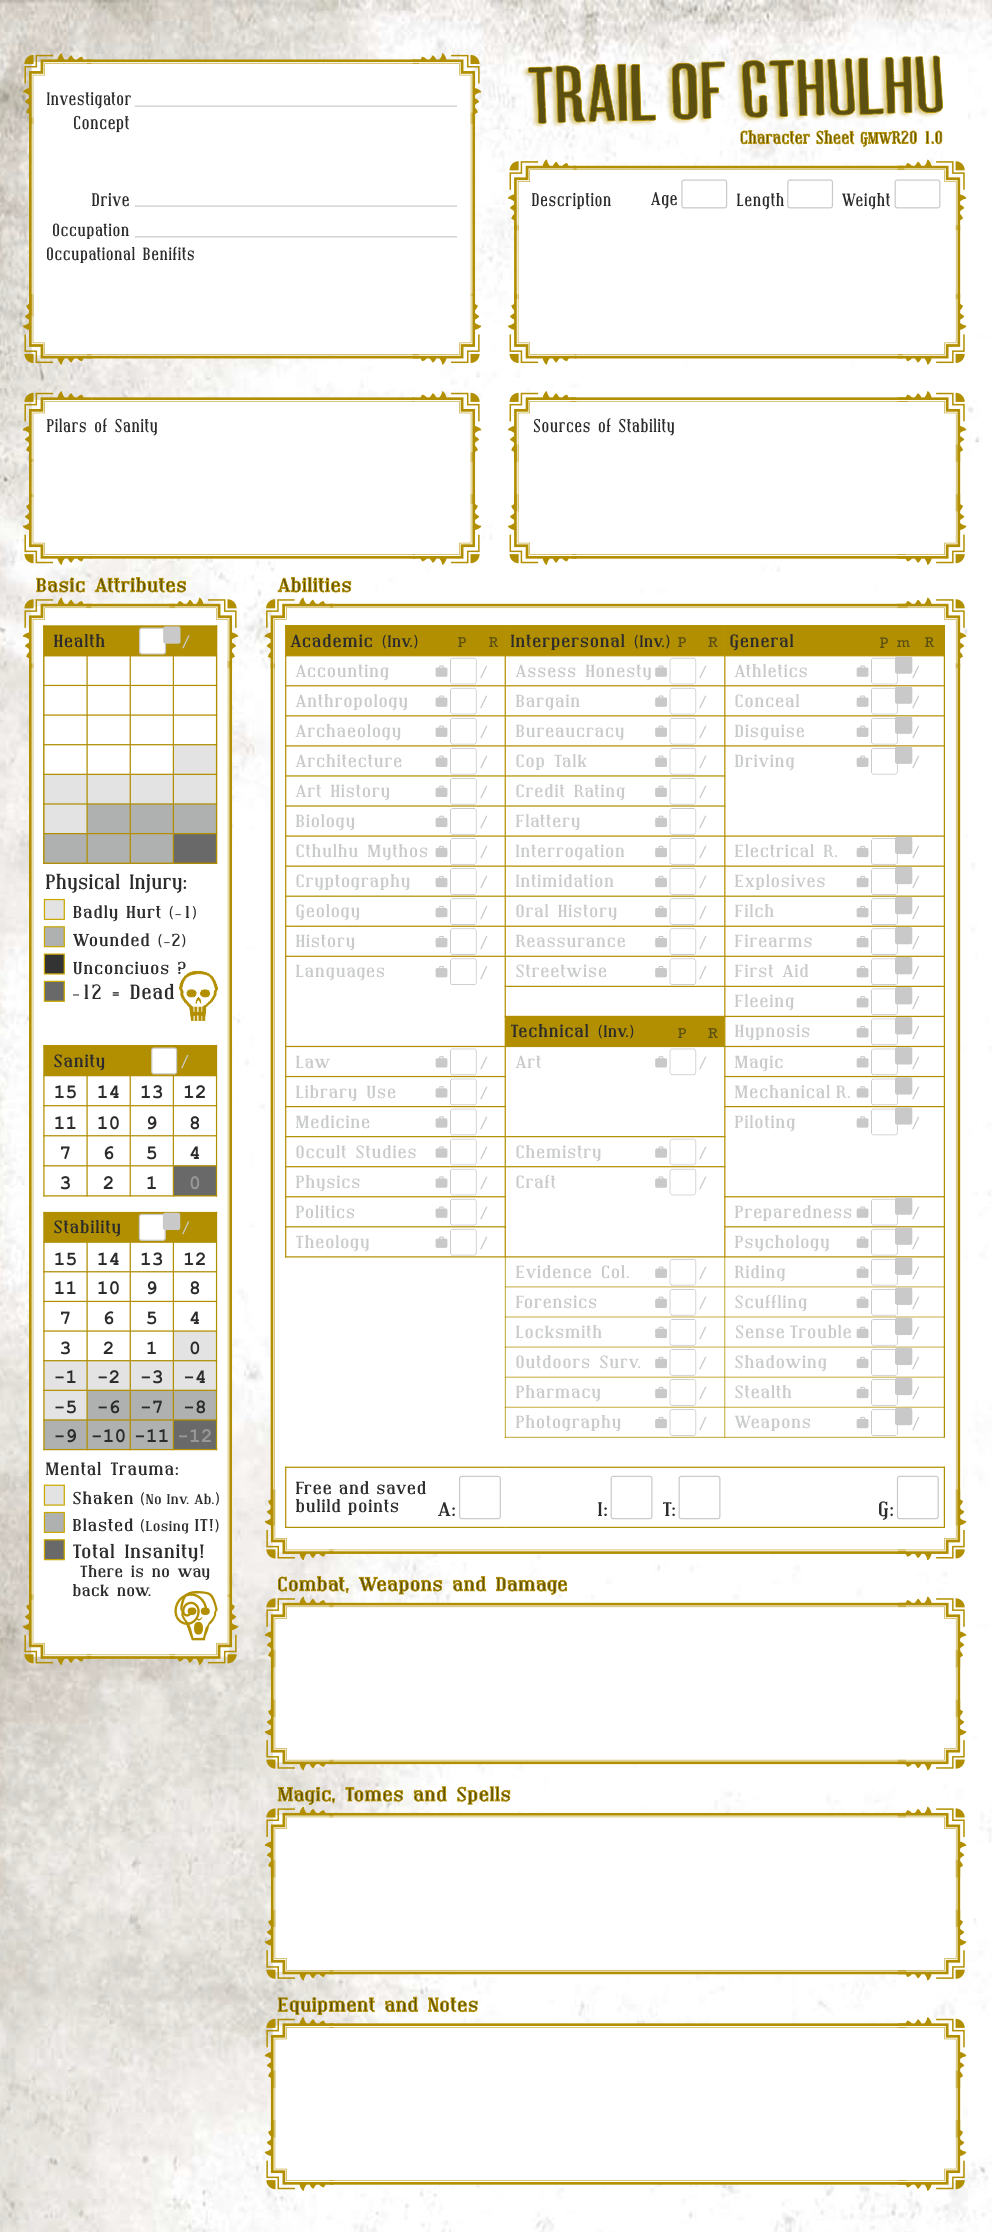 TRAIL OF CTHULHU
Character Sheet GMWR20 1.0
Investigator
Concept
Drive
Occupation
Occupational Benifits
Description Age Length Weight
Pilars of Sanity
Sources of Stability
Basic Attributes
Health /
Physical Injury:
Badly Hurt (-1)
Wounded (-2)
Unconciuos ?
-12 = Dead
Sanity /
15 14 13 12
11 10 9 8
7 6 5 4
3 2 1 0
Stability /
15 14 13 12
11 10 9 8
7 6 5 4
3 2 1 0
-1 -2 -3 -4
-5 -6 -7 -8
-9 -10 -11 -12
Mental Trauma:
Shaken (No Inv. Ab.)
Blasted (Losing IT!)
Total Insanity!
There is no way
back now.
Abilities
Academic (Inv.) P R
Accounting /
Anthropology /
Archaeology /
Architecture /
Art History /
Biology /
Cthulhu Mythos /
Cryptography /
Geology /
History /
Languages /
Law /
Library Use /
Medicine /
Occult Studies /
Physics /
Politics /
Theology /
Interpersonal (Inv.) P R
Assess Honesty /
Bargain /
Bureaucracy /
Cop Talk /
Credit Rating /
Flattery /
Interrogation /
Intimidation /
Oral History /
Reassurance /
Streetwise /
Technical (Inv.) P R
Art /
Chemistry /
Craft /
Evidence Col. /
Forensics /
Locksmith /
Outdoors Surv. /
Pharmacy /
Photography /
General P m R
Athletics /
Conceal /
Disguise /
Driving /
Electrical R. /
Explosives /
Filch /
Firearms /
First Aid /
Fleeing /
Hypnosis /
Magic /
Mechanical R. /
Piloting /
Preparedness /
Psychology /
Riding /
Scuffling /
Sense Trouble /
Shadowing /
Stealth /
Weapons /
Free and saved
bulild points A: I: T: G:
Combat, Weapons and Damage
Magic, Tomes and Spells
Equipment and Notes